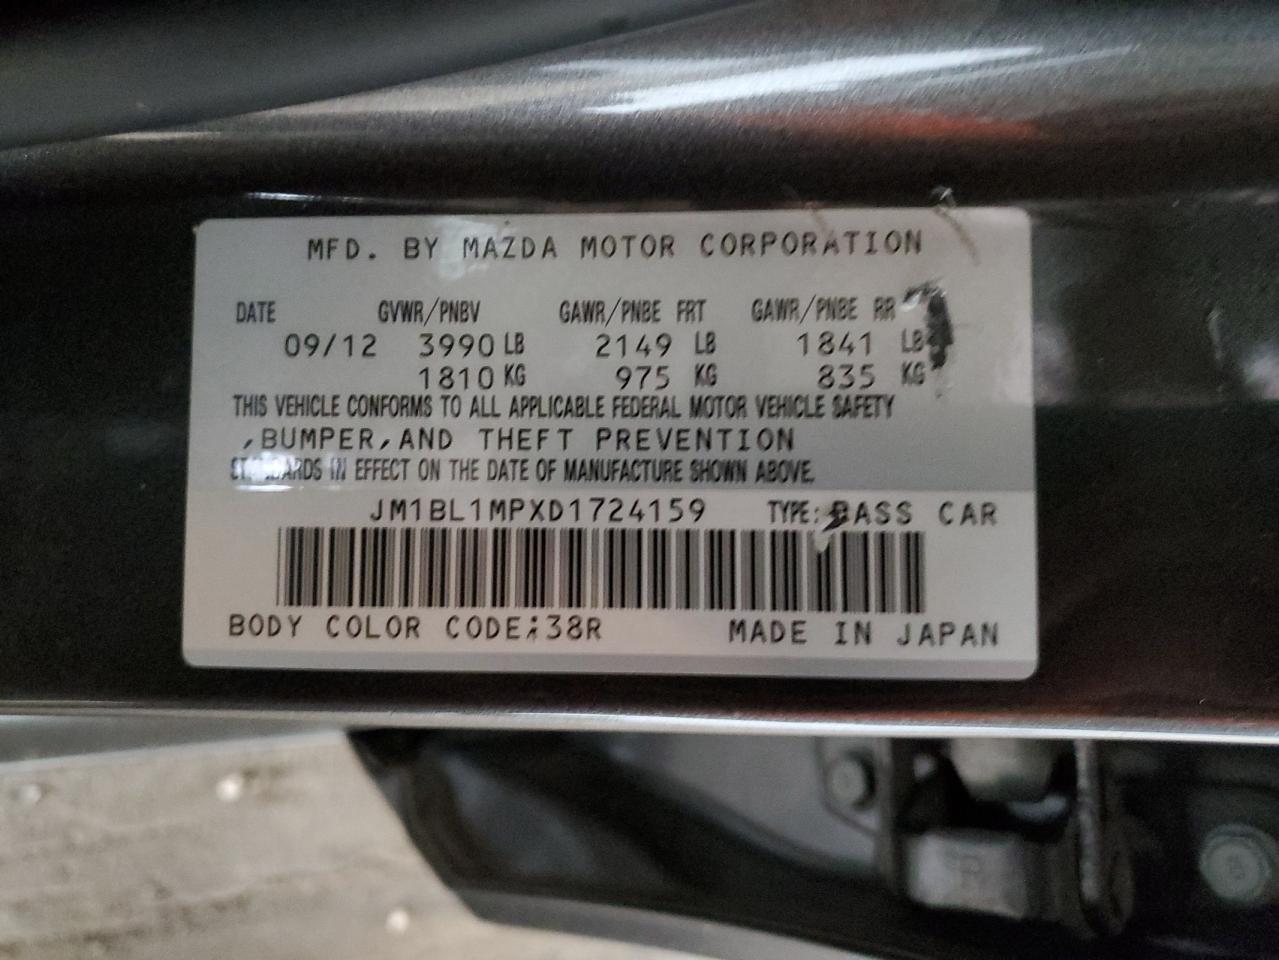 MFD. BY MAZDA MOTOR CORPORATION
DATE GVWR/PNBV GAWR/PNBE FRT GAWR/PNBE RR
09/12 3990 LB 2149 LB 1841 LB
1810 KG 975 KG 835 KG
THIS VEHICLE CONFORMS TO ALL APPLICABLE FEDERAL MOTOR VEHICLE SAFETY
,BUMPER,AND THEFT PREVENTION
STANDARDS IN EFFECT ON THE DATE OF MANUFACTURE SHOWN ABOVE.
JM1BL1MPXD1724159 TYPE: PASS CAR
BODY COLOR CODE:38R MADE IN JAPAN
R
8